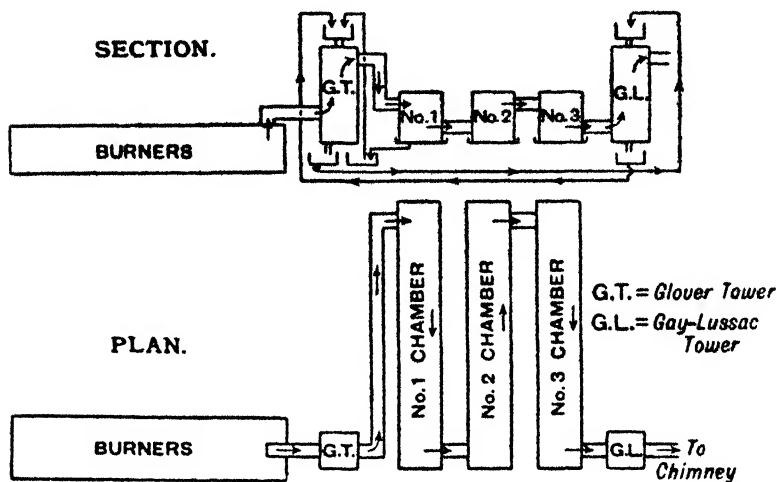 SECTION.
G.T.
No.1
No.2
No.3
G.L.
BURNERS
No.1 CHAMBER
No.2 CHAMBER
No.3 CHAMBER
G.T.= Glover Tower
G.L.= Gay-Lussac
Tower
PLAN.
BURNERS
G.T.
G.L.
To
Chimney